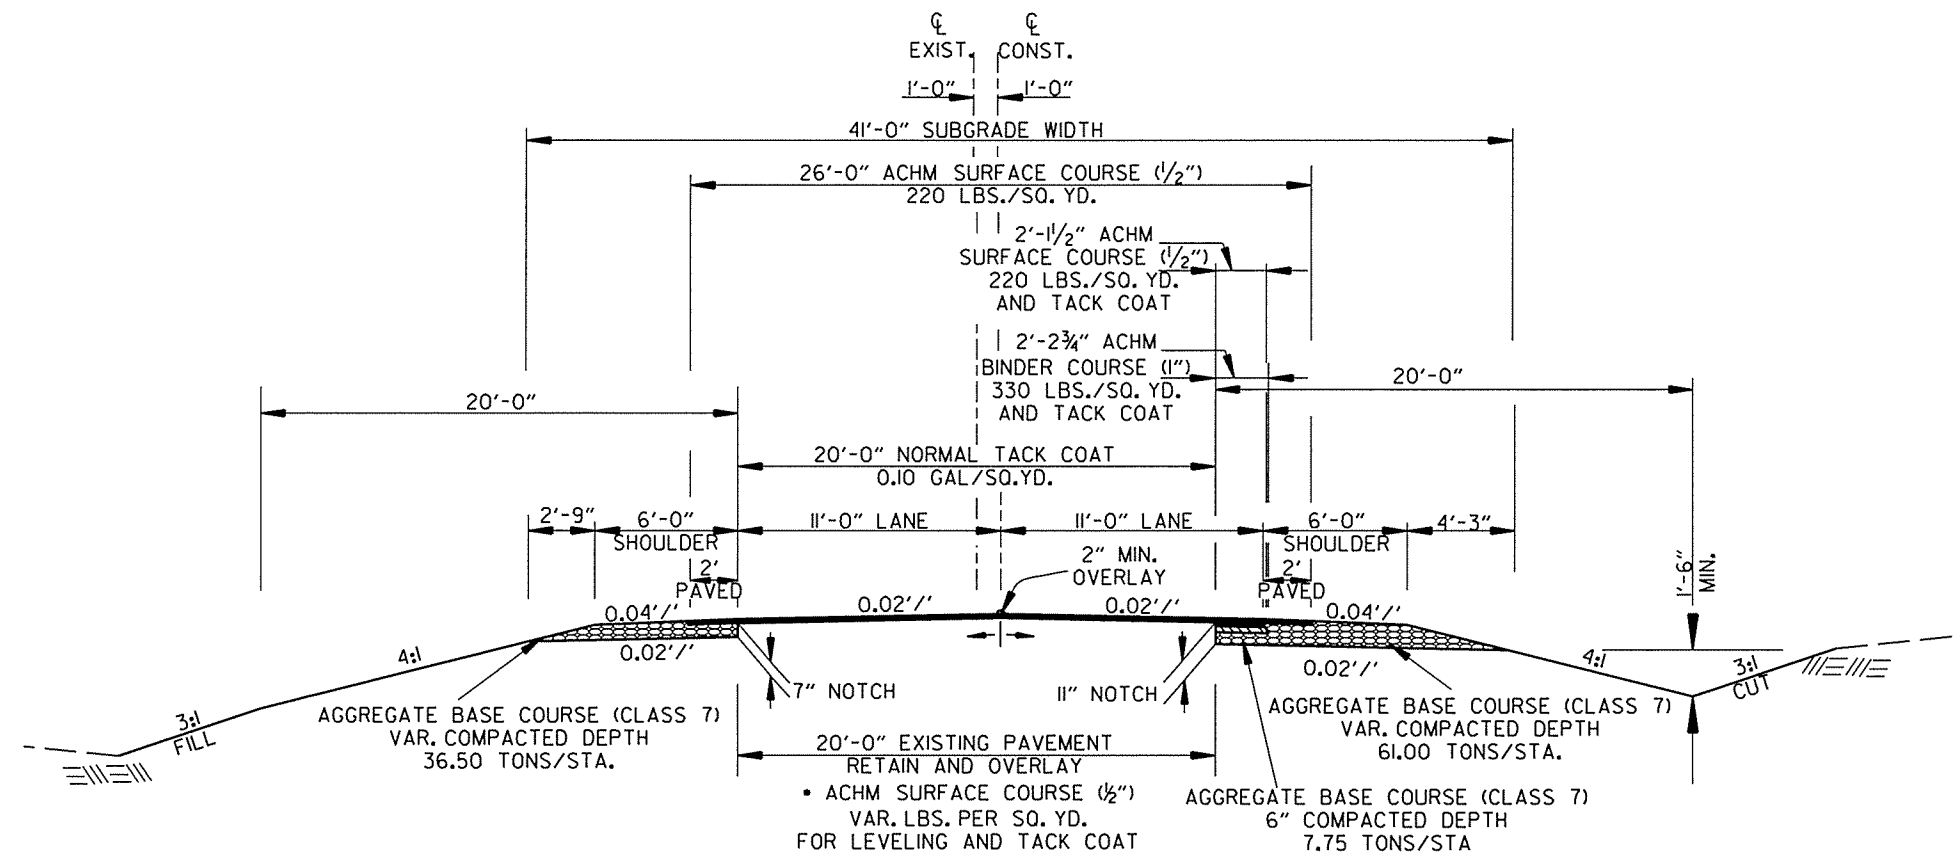 ℄ ℄
EXIST. CONST.
1'-0" 1'-0"
41'-0" SUBGRADE WIDTH
26'-0" ACHM SURFACE COURSE (1/2")
220 LBS./SQ. YD.
2'-1 1/2" ACHM
SURFACE COURSE (1/2")
220 LBS./SQ. YD.
AND TACK COAT
2'-2 3/4" ACHM
BINDER COURSE (1")
330 LBS./SQ. YD.
AND TACK COAT
20'-0"
20'-0"
20'-0" NORMAL TACK COAT
0.10 GAL/SQ.YD.
2'-9" 6'-0" 11'-0" LANE 11'-0" LANE 6'-0" 4'-3"
SHOULDER SHOULDER
2" MIN.
OVERLAY
1'-6"
MIN.
2' 2'
PAVED PAVED
0.04'/' 0.02'/' 0.02'/' 0.04'/'
4:1 0.02'/' 0.02'/' 4:1 3:1
CUT
7" NOTCH 11" NOTCH
3:1
FILL
AGGREGATE BASE COURSE (CLASS 7)
VAR. COMPACTED DEPTH
36.50 TONS/STA.
AGGREGATE BASE COURSE (CLASS 7)
VAR. COMPACTED DEPTH
61.00 TONS/STA.
20'-0" EXISTING PAVEMENT
RETAIN AND OVERLAY
• ACHM SURFACE COURSE (1/2")
VAR. LBS. PER SQ. YD.
FOR LEVELING AND TACK COAT
AGGREGATE BASE COURSE (CLASS 7)
6" COMPACTED DEPTH
7.75 TONS/STA